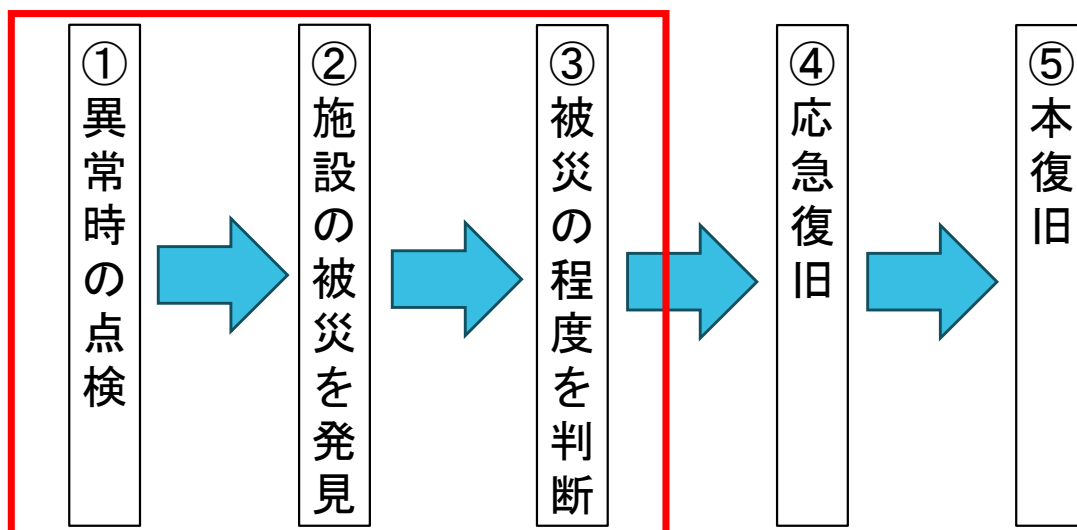 ①異常時の点検
②施設の被災を発見
③被災の程度を判断
④応急復旧
⑤本復旧